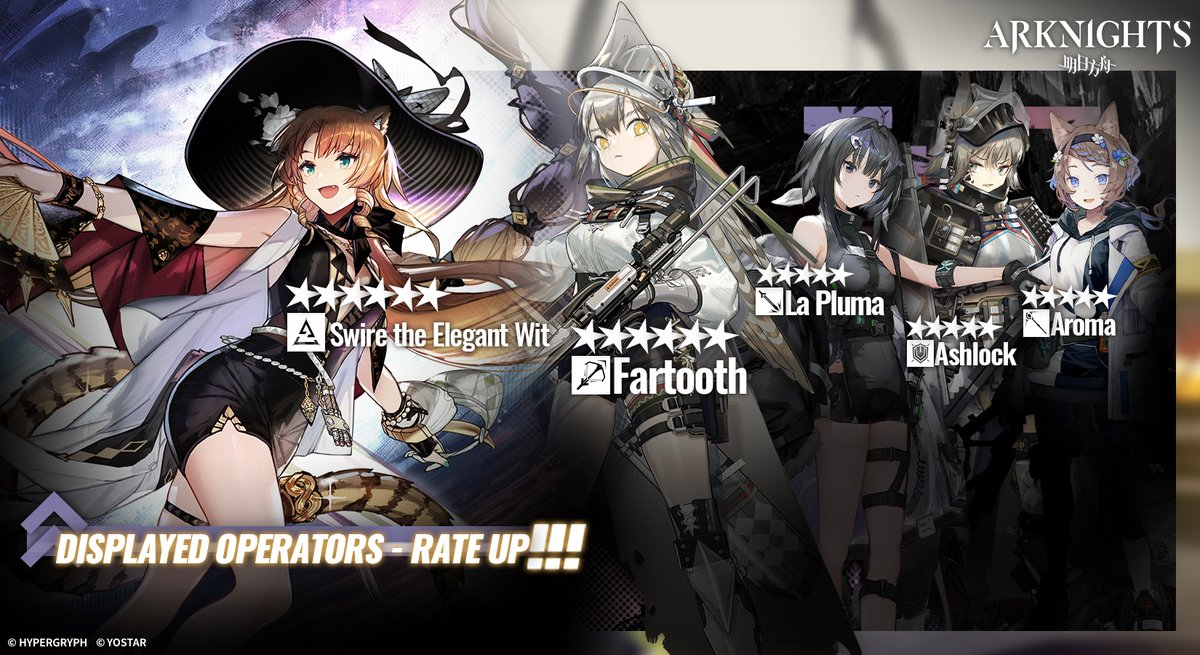 ARKNIGHTS
明日方舟
★★★★★★
Swire the Elegant Wit
★★★★★★
Fartooth
★★★★★
La Pluma
★★★★★
Ashlock
★★★★★
Aroma
DISPLAYED OPERATORS - RATE UP!!!
© HYPERGRYPH © YOSTAR